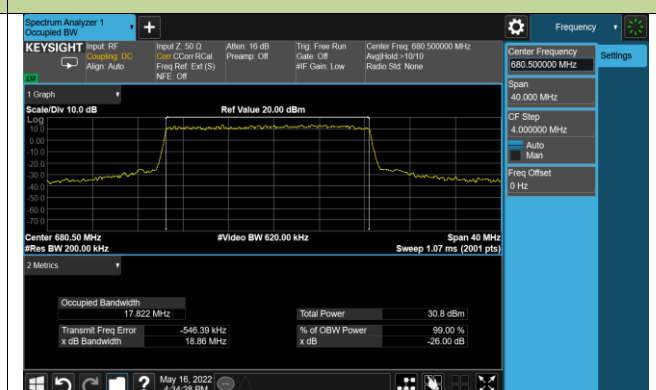 Spectrum Analyzer 1
Occupied BW
+
Frequency
KEYSIGHT
Input: RF
Coupling: DC
Align: Auto
Input Z: 50 Ω
Corr CCorr RCal
Freq Ref: Ext (S)
NFE: Off
Atten: 16 dB
Preamp: Off
Trig: Free Run
Gate: Off
#IF Gain: Low
Center Freq: 680.500000 MHz
Avg|Hold:>10/10
Radio Std: None
Center Frequency
680.500000 MHz
Settings
Span
40.000 MHz
CF Step
4.000000 MHz
Auto
Man
Freq Offset
0 Hz
1 Graph
Scale/Div 10.0 dB
Ref Value 20.00 dBm
Log
10.0
0.00
-10.0
-20.0
-30.0
-40.0
-50.0
-60.0
-70.0
Center 680.50 MHz
#Video BW 620.00 kHz
Span 40 MHz
#Res BW 200.00 kHz
Sweep 1.07 ms (2001 pts)
2 Metrics
Occupied Bandwidth
17.822 MHz
Total Power
30.8 dBm
Transmit Freq Error
-546.39 kHz
% of OBW Power
99.00 %
x dB Bandwidth
18.86 MHz
x dB
-26.00 dB
?
May 16, 2022
4:34:28 PM